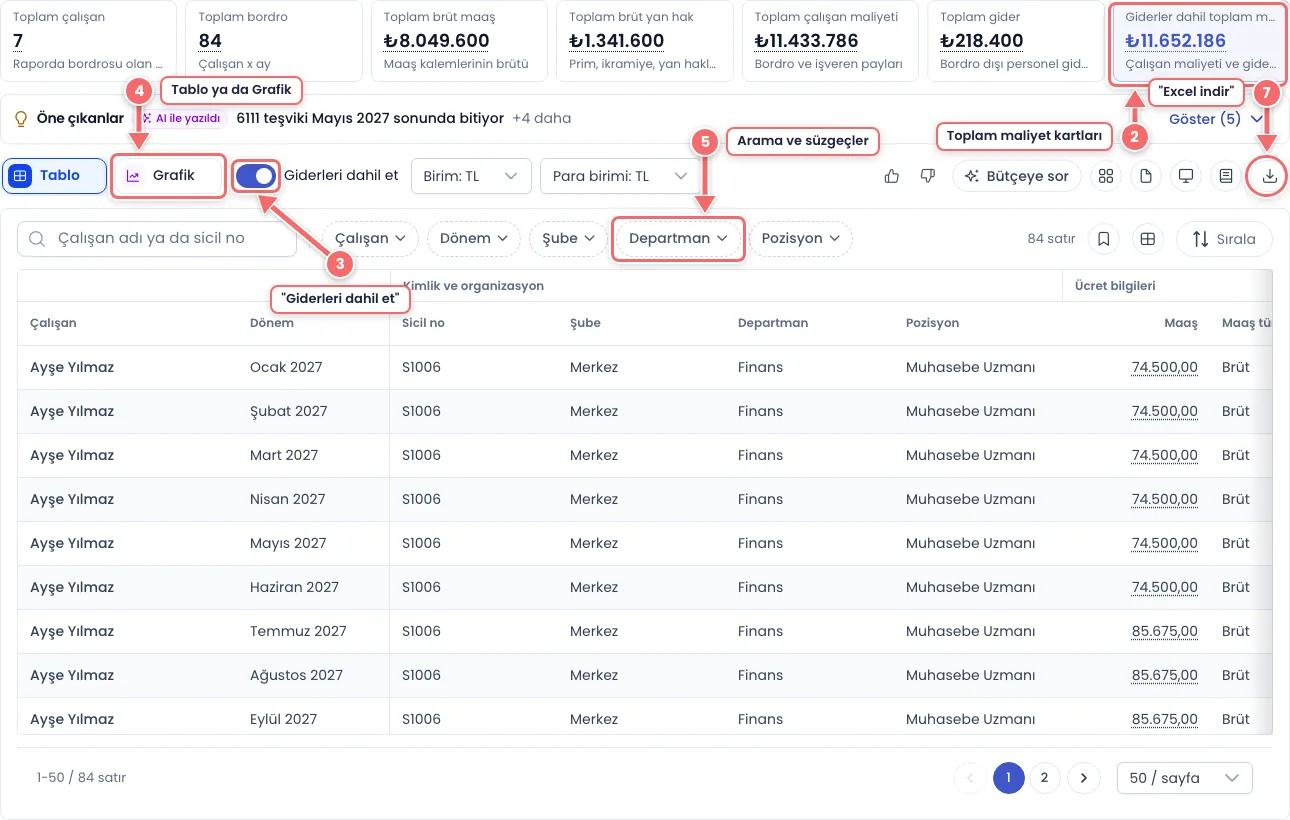 Toplam çalışan
7
Raporda bordrosu olan ...
Toplam bordro
84
Çalışan x ay
Toplam brüt maaş
₺8.049.600
Maaş kalemlerinin brütü
Toplam brüt yan hak
₺1.341.600
Prim, ikramiye, yan hakl...
Toplam çalışan maliyeti
₺11.433.786
Bordro ve işveren payları
Toplam gider
₺218.400
Bordro dışı personel gid...
Giderler dahil toplam m...
₺11.652.186
Çalışan maliyeti ve gide...
4
Tablo ya da Grafik
"Excel indir"
7
Öne çıkanlar
AI ile yazıldı
6111 teşviki Mayıs 2027 sonunda bitiyor
+4 daha
Göster (5)
5
Arama ve süzgeçler
Toplam maliyet kartları
2
Tablo
Grafik
Giderleri dahil et
Birim: TL
Para birimi: TL
Bütçeye sor
Çalışan adı ya da sicil no
Çalışan
Dönem
Şube
Departman
Pozisyon
84 satır
Sırala
3
"Giderleri dahil et"
Kimlik ve organizasyon
Ücret bilgileri
Çalışan Dönem Sicil no Şube Departman Pozisyon Maaş Maaş tü
Ayşe Yılmaz Ocak 2027 S1006 Merkez Finans Muhasebe Uzmanı 74.500,00 Brüt
Ayşe Yılmaz Şubat 2027 S1006 Merkez Finans Muhasebe Uzmanı 74.500,00 Brüt
Ayşe Yılmaz Mart 2027 S1006 Merkez Finans Muhasebe Uzmanı 74.500,00 Brüt
Ayşe Yılmaz Nisan 2027 S1006 Merkez Finans Muhasebe Uzmanı 74.500,00 Brüt
Ayşe Yılmaz Mayıs 2027 S1006 Merkez Finans Muhasebe Uzmanı 74.500,00 Brüt
Ayşe Yılmaz Haziran 2027 S1006 Merkez Finans Muhasebe Uzmanı 74.500,00 Brüt
Ayşe Yılmaz Temmuz 2027 S1006 Merkez Finans Muhasebe Uzmanı 85.675,00 Brüt
Ayşe Yılmaz Ağustos 2027 S1006 Merkez Finans Muhasebe Uzmanı 85.675,00 Brüt
Ayşe Yılmaz Eylül 2027 S1006 Merkez Finans Muhasebe Uzmanı 85.675,00 Brüt
1-50 / 84 satır
1
2
50 / sayfa